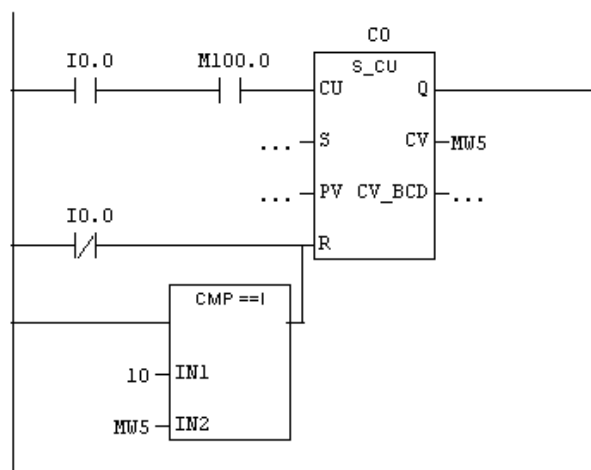 C0
I0.0 M100.0
S_CU
CU Q
... S CV MW5
... PV CV_BCD ...
I0.0
R
CMP ==I
10 IN1
MW5 IN2